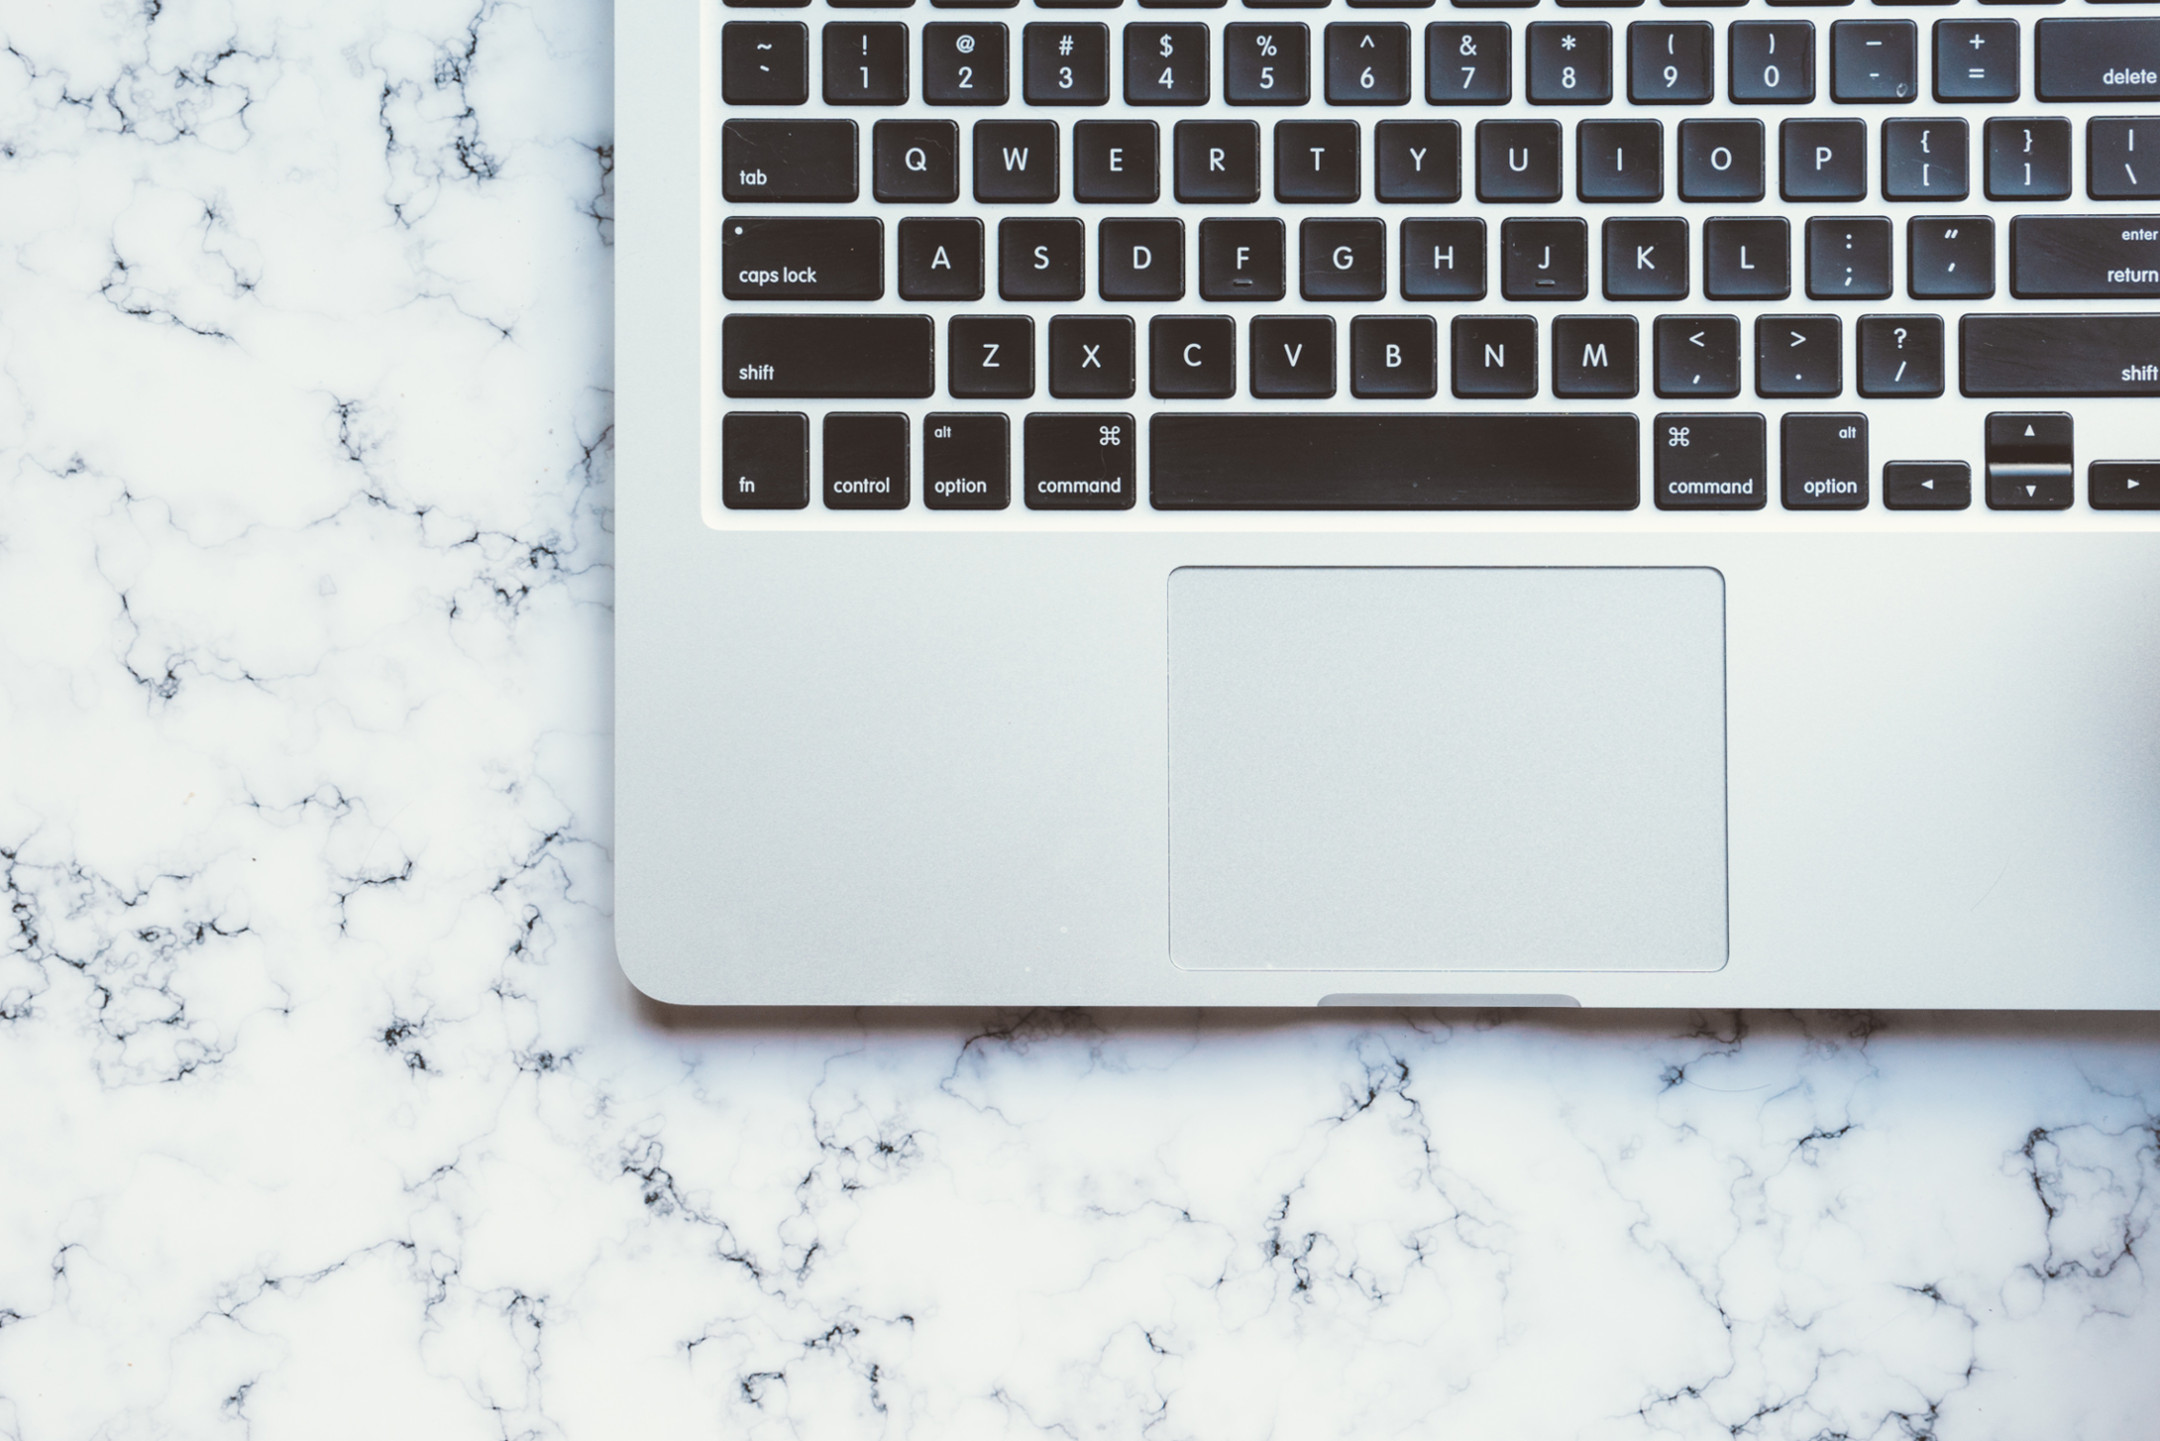 ~ ! @ # $ % ^ & * ( ) _ +
` 1 2 3 4 5 6 7 8 9 0 - = delete
tab Q W E R T Y U I O P { [ } ] | \
caps lock A S D F G H J K L : ; " ' enter return
shift Z X C V B N M < , > . ? / shift
fn control alt option ⌘ command ⌘ command alt option ◄ ▲ ▼ ►